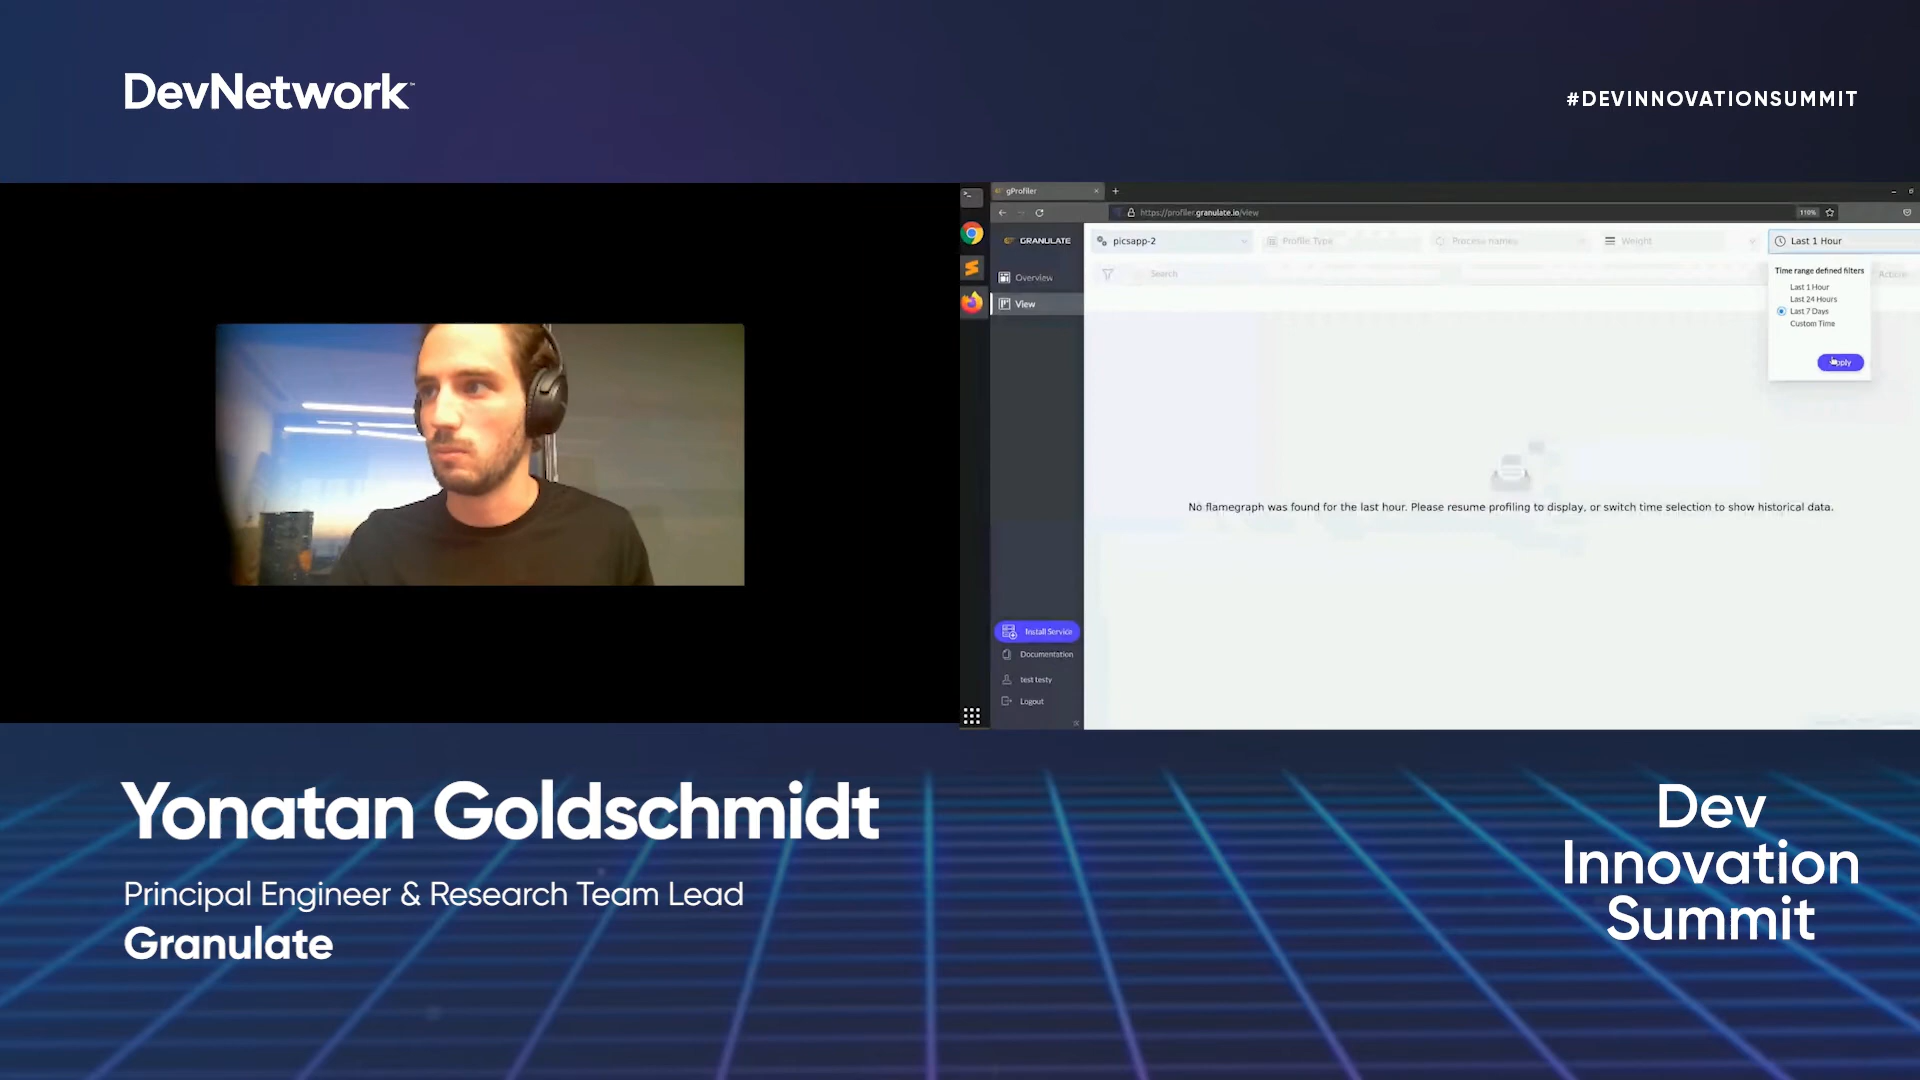 DevNetwork™
#DEVINNOVATIONSUMMIT
gProfiler
https://profiler.granulate.io/view
110%
GRANULATE
picsapp-2
Profile Type
Process names
Weight
Last 1 Hour
Overview
Search
Time range defined filters
Last 1 Hour
Last 24 Hours
Last 7 Days
Custom Time
View
No flamegraph was found for the last hour. Please resume profiling to display, or switch time selection to show historical data.
Install Service
Documentation
test testy
Logout
Yonatan Goldschmidt
Principal Engineer & Research Team Lead
Granulate
Dev
Innovation
Summit